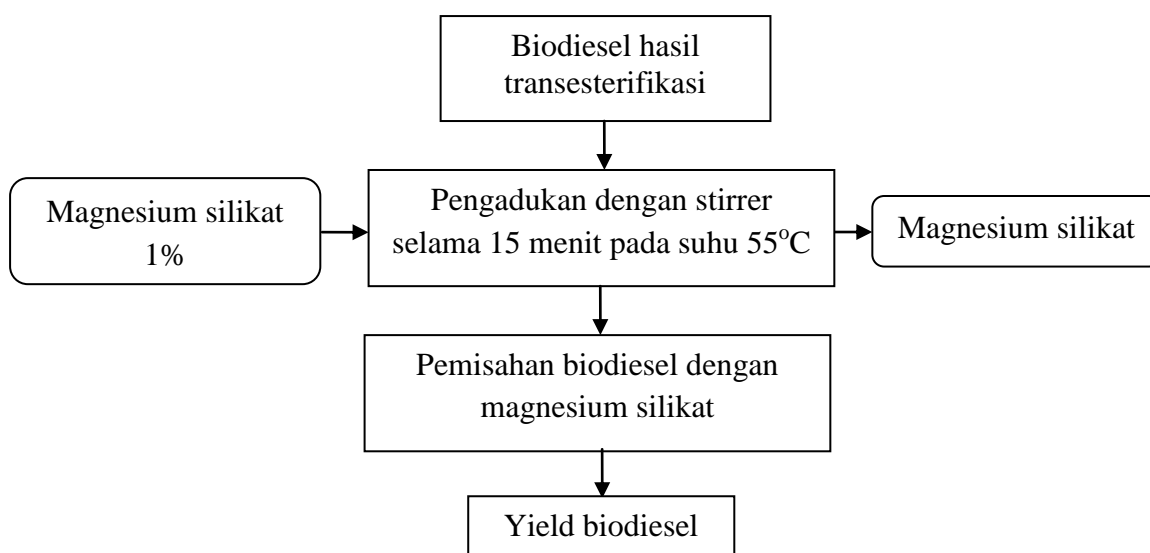 Biodiesel hasil
transesterifikasi
Magnesium silikat
1%
Pengadukan dengan stirrer
selama 15 menit pada suhu 55°C
Magnesium silikat
Pemisahan biodiesel dengan
magnesium silikat
Yield biodiesel